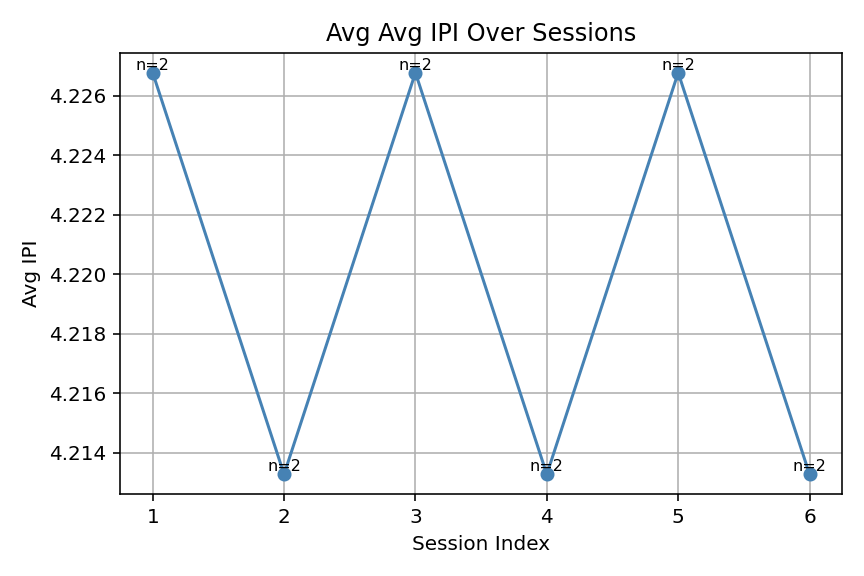 Avg Avg IPI Over Sessions
n=2
n=2
n=2
n=2
n=2
n=2
4.226
4.224
4.222
4.220
4.218
4.216
4.214
Avg IPI
1 2 3 4 5 6
Session Index